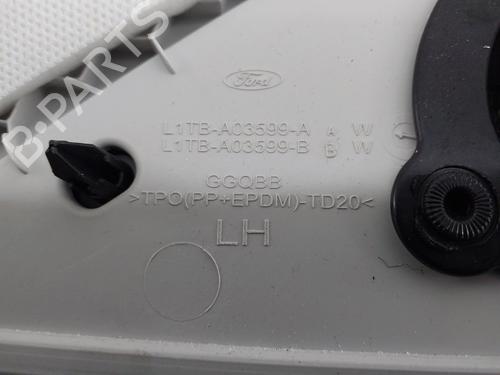 B-PARTS
Ford
L1TB-A03599-A A W
L1TB-A03599-B B W
GGQBB
>TPO(PP+EPDM)-TD20<
LH